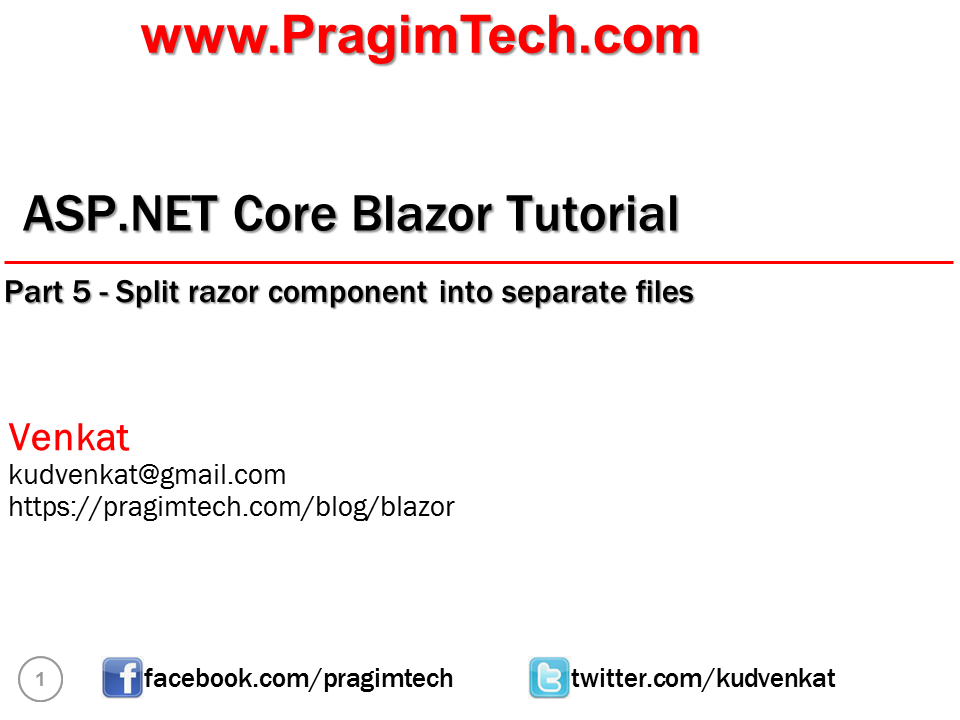 www.PragimTech.com
ASP.NET Core Blazor Tutorial
Part 5 - Split razor component into separate files
Venkat
kudvenkat@gmail.com
https://pragimtech.com/blog/blazor
1
facebook.com/pragimtech
twitter.com/kudvenkat